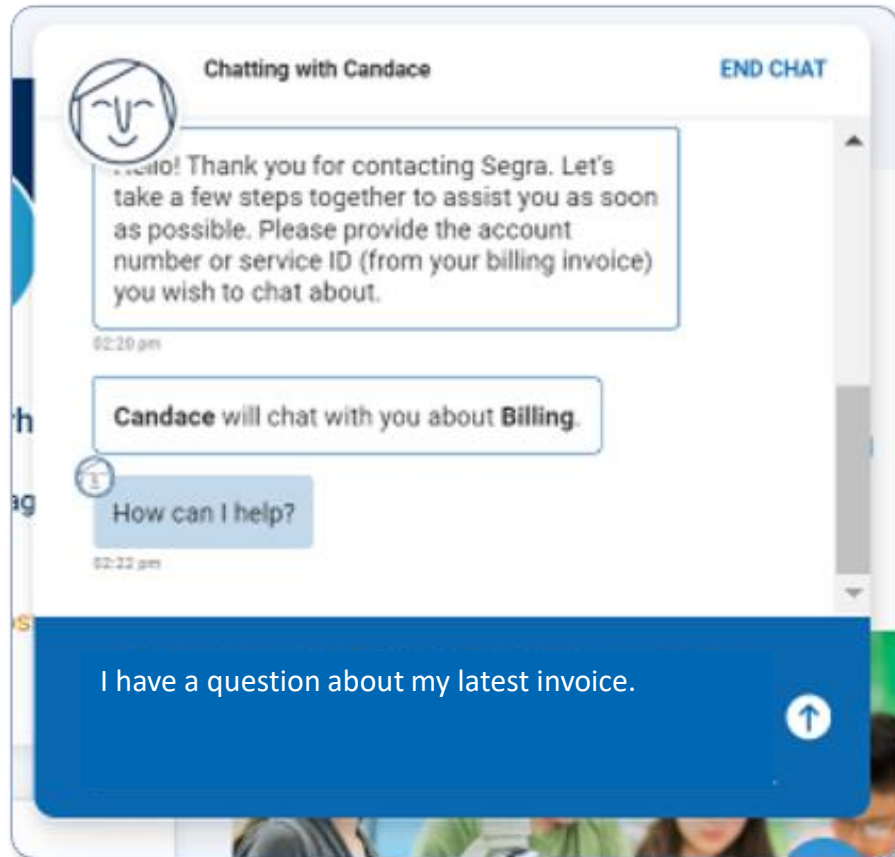 Chatting with Candace
END CHAT
Hello! Thank you for contacting Segra. Let's
take a few steps together to assist you as soon
as possible. Please provide the account
number or service ID (from your billing invoice)
you wish to chat about.
02:20 pm
Candace will chat with you about Billing.
How can I help?
02:22 pm
I have a question about my latest invoice.